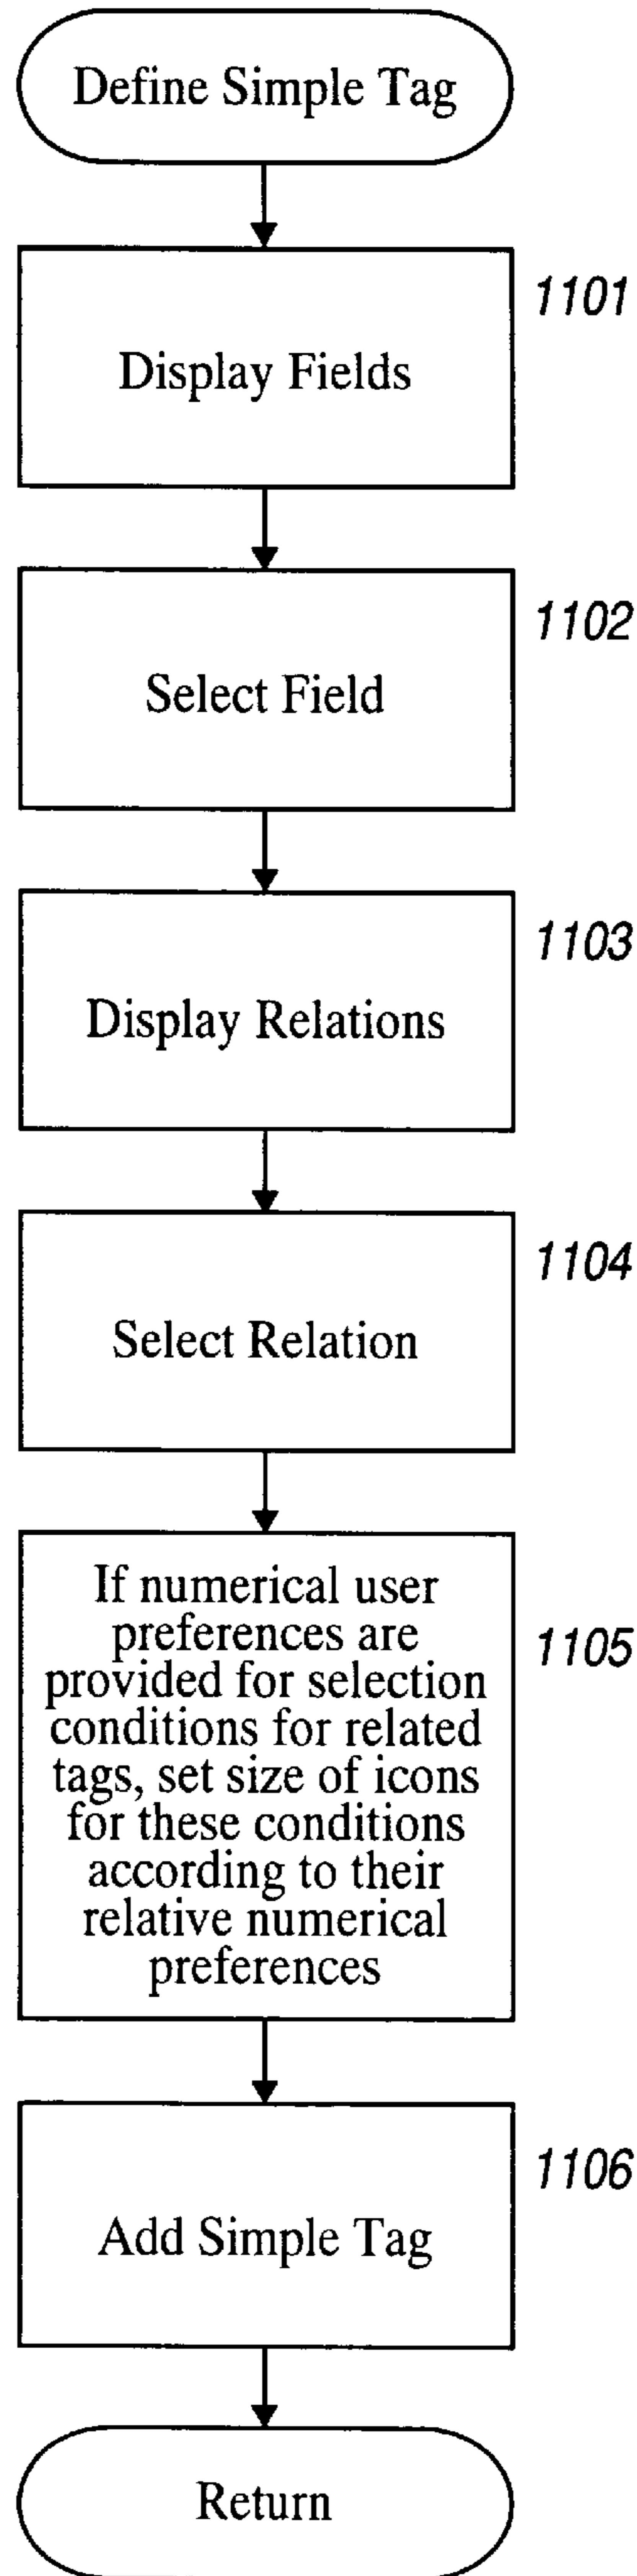 Define Simple Tag
1101
Display Fields
1102
Select Field
1103
Display Relations
1104
Select Relation
If numerical user
preferences are
1105
provided for selection
conditions for related
tags, set size of icons
for these conditions
according to their
relative numerical
preferences
1106
Add Simple Tag
Return